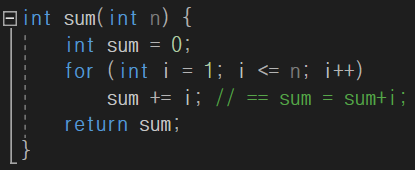 int sum(int n) {
    int sum = 0;
    for (int i = 1; i <= n; i++)
        sum += i; // == sum = sum+i;
    return sum;
}